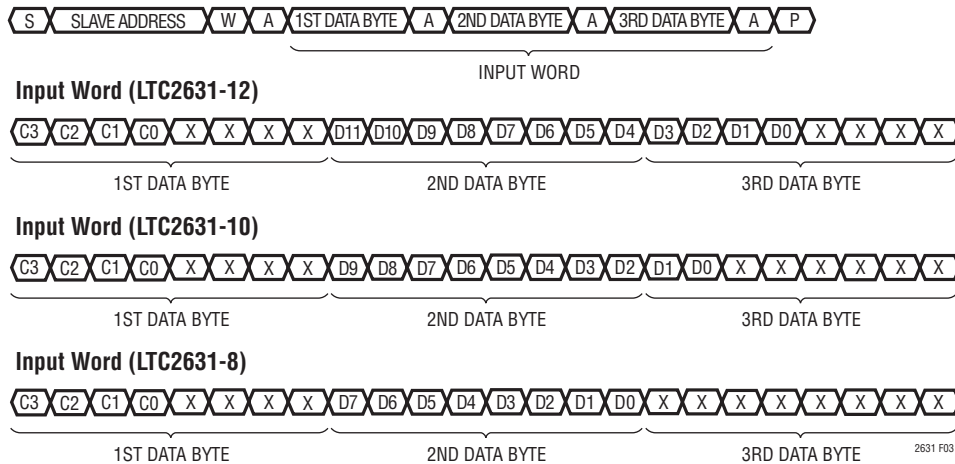 S SLAVE ADDRESS W A 1ST DATA BYTE A 2ND DATA BYTE A 3RD DATA BYTE A P
INPUT WORD
Input Word (LTC2631-12)
C3 C2 C1 C0 X X X X D11 D10 D9 D8 D7 D6 D5 D4 D3 D2 D1 D0 X X X X
1ST DATA BYTE 2ND DATA BYTE 3RD DATA BYTE
Input Word (LTC2631-10)
C3 C2 C1 C0 X X X X D9 D8 D7 D6 D5 D4 D3 D2 D1 D0 X X X X X X
1ST DATA BYTE 2ND DATA BYTE 3RD DATA BYTE
Input Word (LTC2631-8)
C3 C2 C1 C0 X X X X D7 D6 D5 D4 D3 D2 D1 D0 X X X X X X X X
1ST DATA BYTE 2ND DATA BYTE 3RD DATA BYTE 2631 F03